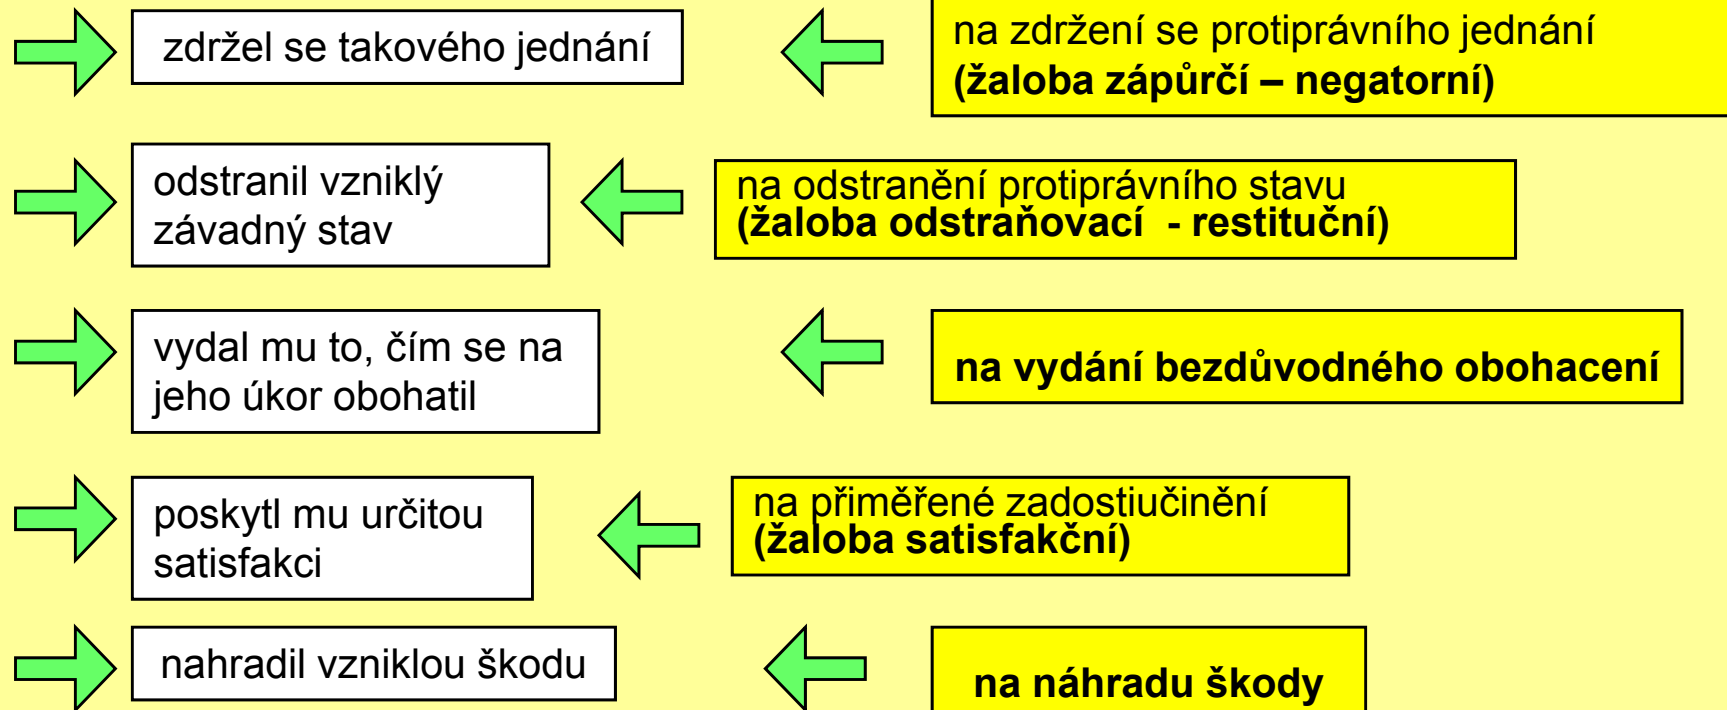 zdržel se takového jednání
na zdržení se protiprávního jednání
(žaloba zápůrčí – negatorní)
odstranil vzniklý
závadný stav
na odstranění protiprávního stavu
(žaloba odstraňovací - restituční)
vydal mu to, čím se na
jeho úkor obohatil
na vydání bezdůvodného obohacení
poskytl mu určitou
satisfakci
na přiměřené zadostiučinění
(žaloba satisfakční)
nahradil vzniklou škodu
na náhradu škody